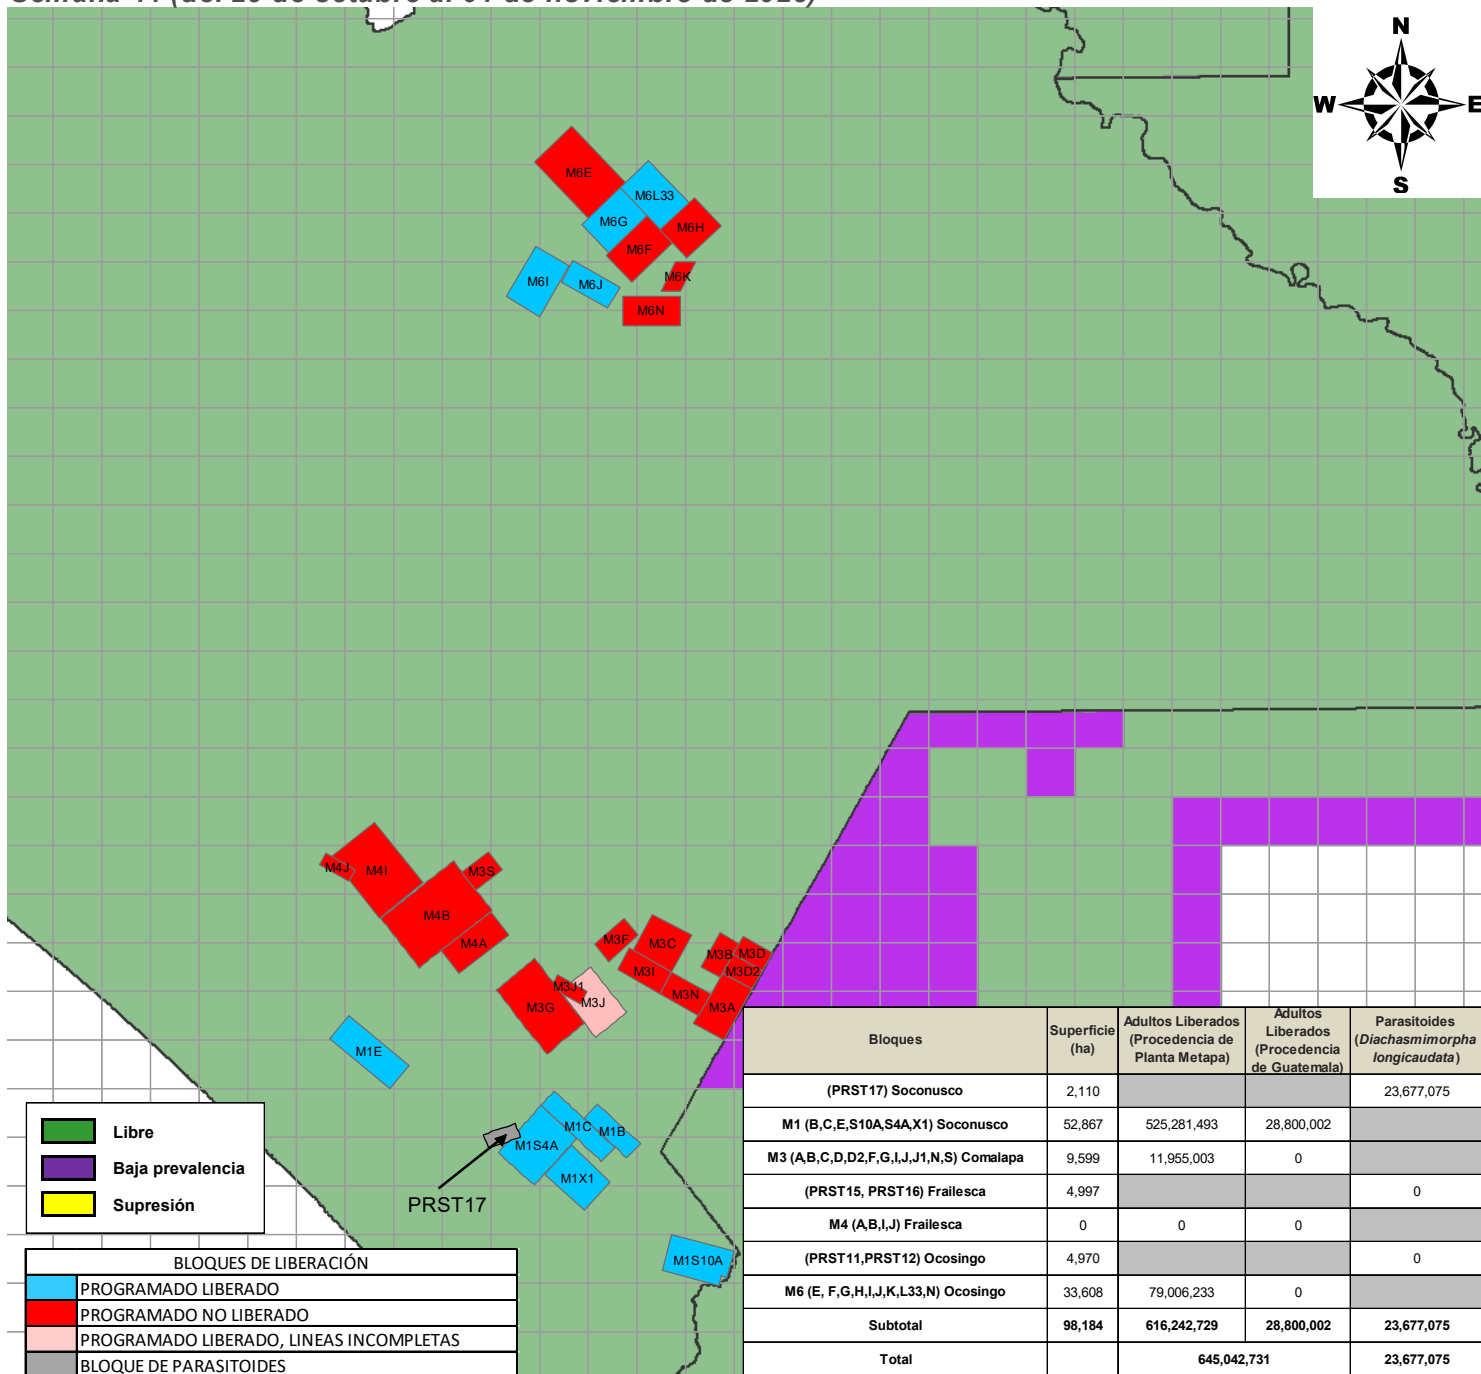 N
W
E
S
M6E
M6L33
M6G
M6H
M6F
M6K
M6I
M6J
M6N
M4J
M4I
M3S
M4B
M4A
M3F
M3C
M3B
M3D
M3I
M3D2
M3N
M3A
M3J1
M3J
M3G
M1E
M1C
M1B
M1S4A
M1X1
PRST17
M1S10A
Libre
Baja prevalencia
Supresión
BLOQUES DE LIBERACIÓN
PROGRAMADO LIBERADO
PROGRAMADO NO LIBERADO
PROGRAMADO LIBERADO, LINEAS INCOMPLETAS
BLOQUE DE PARASITOIDES
Bloques
Superficie
(ha)
Adultos Liberados
(Procedencia de
Planta Metapa)
Adultos
Liberados
(Procedencia
de Guatemala)
Parasitoides
(Diachasmimorpha
longicaudata)
(PRST17) Soconusco 2,110 23,677,075
M1 (B,C,E,S10A,S4A,X1) Soconusco 52,867 525,281,493 28,800,002
M3 (A,B,C,D,D2,F,G,I,J,J1,N,S) Comalapa 9,599 11,955,003 0
(PRST15, PRST16) Frailesca 4,997 0
M4 (A,B,I,J) Frailesca 0 0 0
(PRST11,PRST12) Ocosingo 4,970 0
M6 (E, F,G,H,I,J,K,L33,N) Ocosingo 33,608 79,006,233 0
Subtotal 98,184 616,242,729 28,800,002 23,677,075
Total 645,042,731 23,677,075